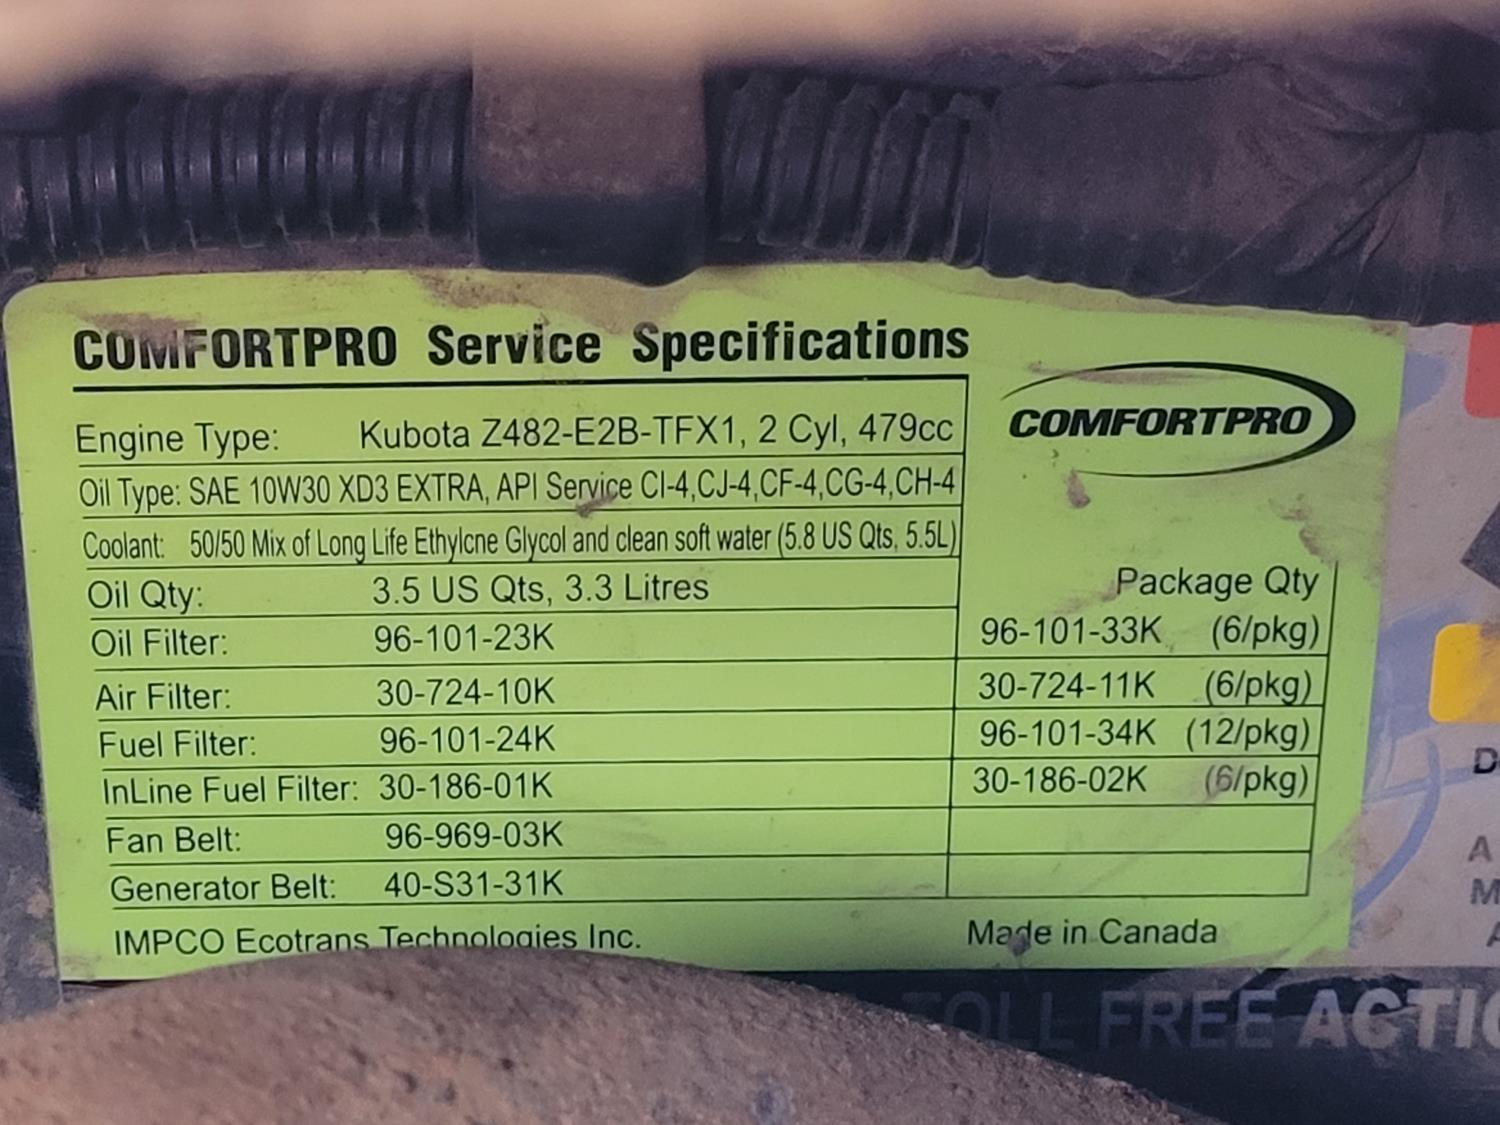 COMFORTPRO Service Specifications
COMFORTPRO
Engine Type: Kubota Z482-E2B-TFX1, 2 Cyl, 479cc
Oil Type: SAE 10W30 XD3 EXTRA, API Service CI-4,CJ-4,CF-4,CG-4,CH-4
Coolant: 50/50 Mix of Long Life Ethylcne Glycol and clean soft water (5.8 US Qts, 5.5L)
Oil Qty: 3.5 US Qts, 3.3 Litres
Package Qty
Oil Filter: 96-101-23K 96-101-33K (6/pkg)
Air Filter: 30-724-10K 30-724-11K (6/pkg)
Fuel Filter: 96-101-24K 96-101-34K (12/pkg)
InLine Fuel Filter: 30-186-01K 30-186-02K (6/pkg)
Fan Belt: 96-969-03K
Generator Belt: 40-S31-31K
IMPCO Ecotrans Technologies Inc. Made in Canada
D
A
M
A
TOLL FREE ACTIO